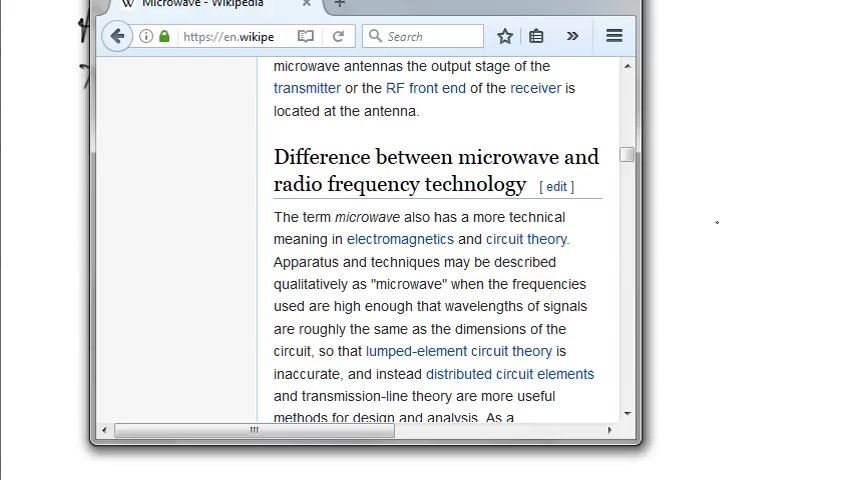 Microwave - Wikipedia
https://en.wikipe
Search
microwave antennas the output stage of the
transmitter or the RF front end of the receiver is
located at the antenna.
Difference between microwave and
radio frequency technology [ edit ]
The term microwave also has a more technical
meaning in electromagnetics and circuit theory.
Apparatus and techniques may be described
qualitatively as "microwave" when the frequencies
used are high enough that wavelengths of signals
are roughly the same as the dimensions of the
circuit, so that lumped-element circuit theory is
inaccurate, and instead distributed circuit elements
and transmission-line theory are more useful
methods for design and analysis. As a